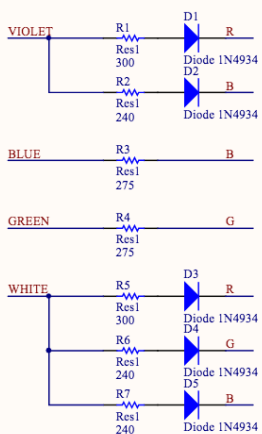 D1
VIOLET R1 R
Res1 Diode 1N4934
300 D2
R2 B
Res1 Diode 1N4934
240
BLUE R3 B
Res1
275
GREEN R4 G
Res1
275
D3
WHITE R5 R
Res1 Diode 1N4934
300 D4
R6 G
Res1 Diode 1N4934
240 D5
R7 B
Res1 Diode 1N4934
240